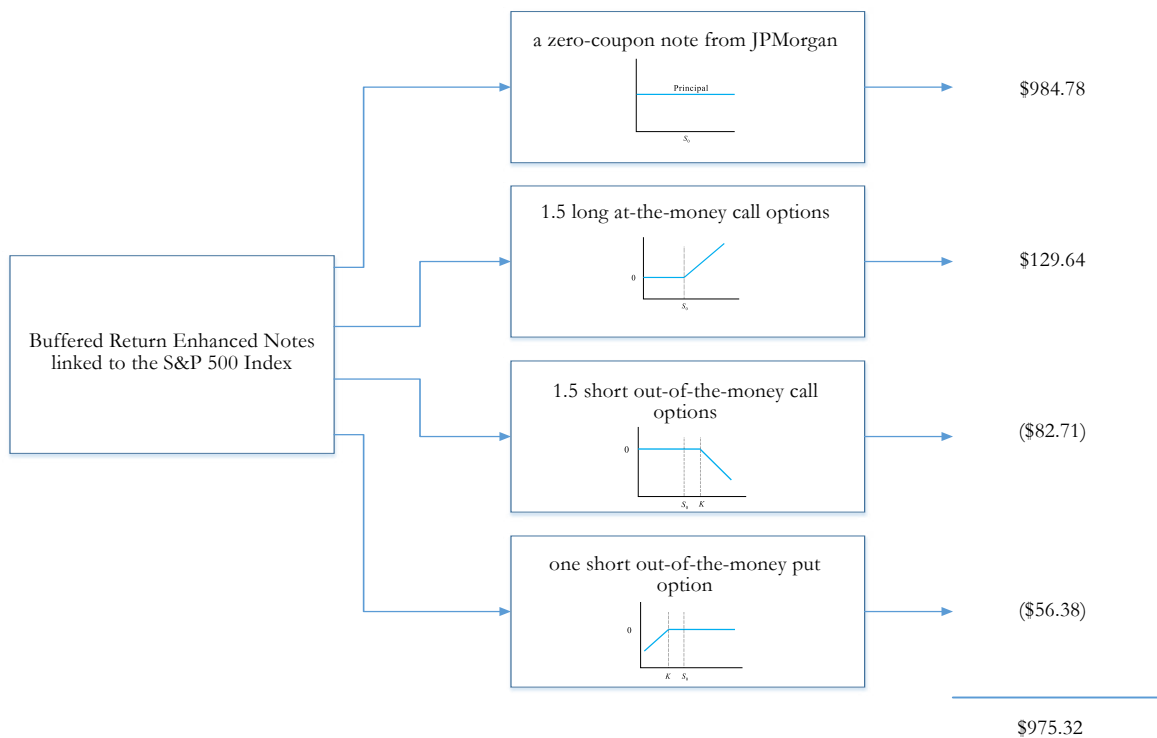 a zero-coupon note from JPMorgan
Principal
S₀
$984.78
1.5 long at-the-money call options
0
S₀
$129.64
Buffered Return Enhanced Notes
linked to the S&P 500 Index
1.5 short out-of-the-money call
options
0
S₀ K
($82.71)
one short out-of-the-money put
option
0
K S₀
($56.38)
$975.32